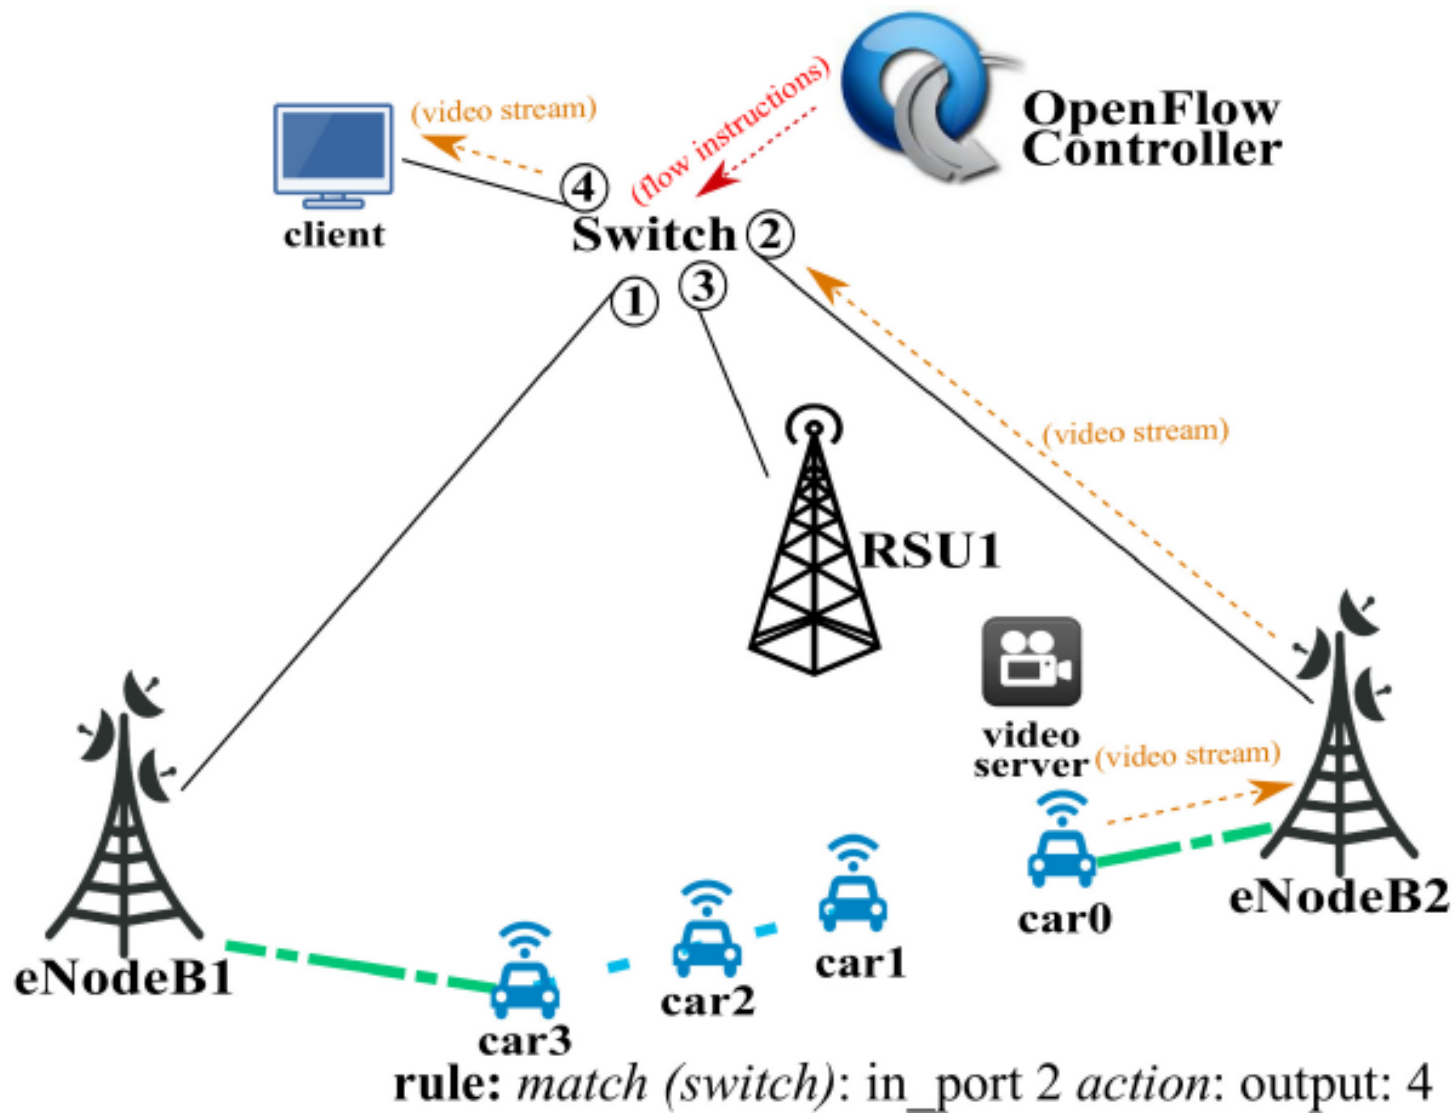 (video stream)
(flow instructions)
OpenFlow
Controller
client
4
Switch
2
1
3
(video stream)
RSU1
video
server
(video stream)
eNodeB2
car0
car1
car2
car3
eNodeB1
rule: match (switch): in_port 2 action: output: 4